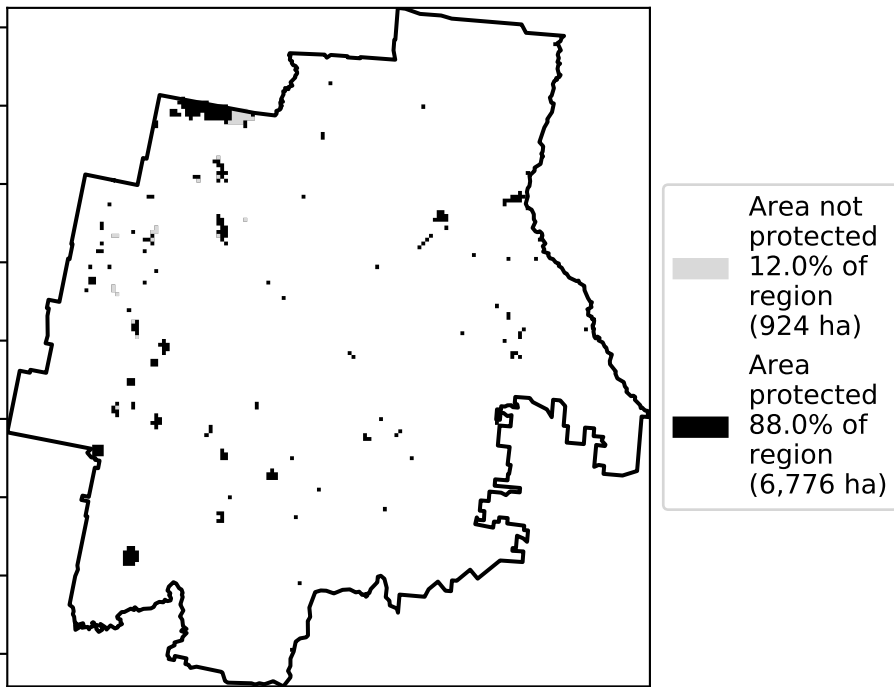 Area not
protected
12.0% of
region
(924 ha)
Area
protected
88.0% of
region
(6,776 ha)